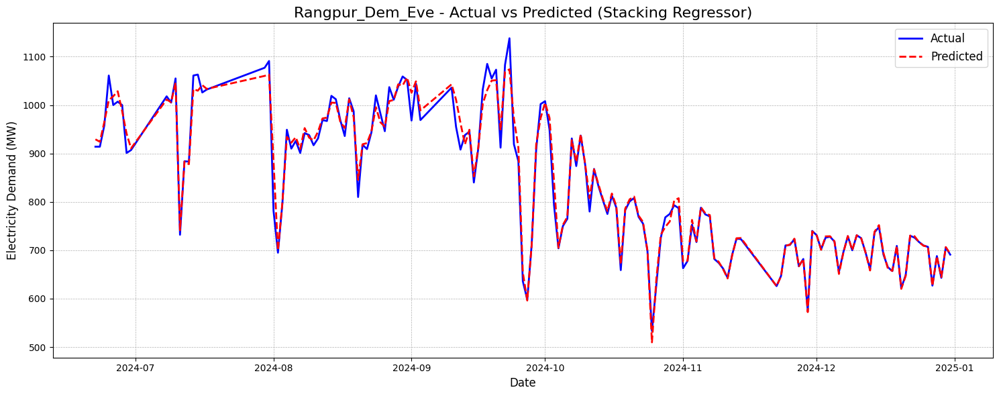 Rangpur_Dem_Eve - Actual vs Predicted (Stacking Regressor)
Actual
Predicted
Electricity Demand (MW)
1100
1000
900
800
700
600
500
2024-07
2024-08
2024-09
2024-10
2024-11
2024-12
2025-01
Date